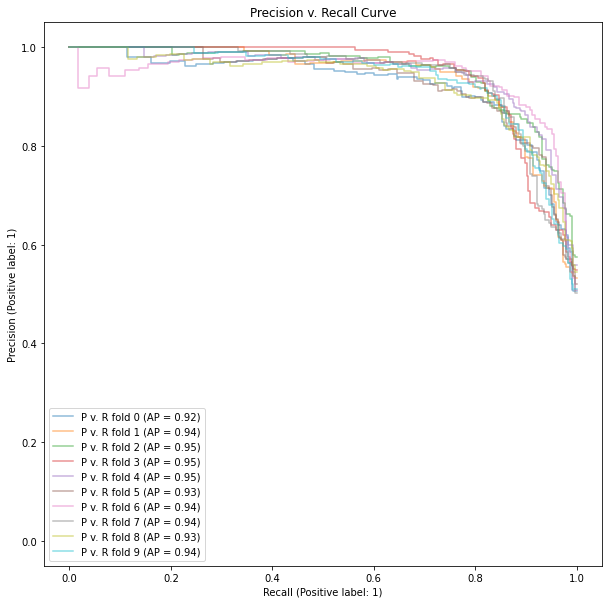 Precision v. Recall Curve
Precision (Positive label: 1)
1.0
0.8
0.6
0.4
0.2
0.0
P v. R fold 0 (AP = 0.92)
P v. R fold 1 (AP = 0.94)
P v. R fold 2 (AP = 0.95)
P v. R fold 3 (AP = 0.95)
P v. R fold 4 (AP = 0.95)
P v. R fold 5 (AP = 0.93)
P v. R fold 6 (AP = 0.94)
P v. R fold 7 (AP = 0.94)
P v. R fold 8 (AP = 0.93)
P v. R fold 9 (AP = 0.94)
0.0 0.2 0.4 0.6 0.8 1.0
Recall (Positive label: 1)